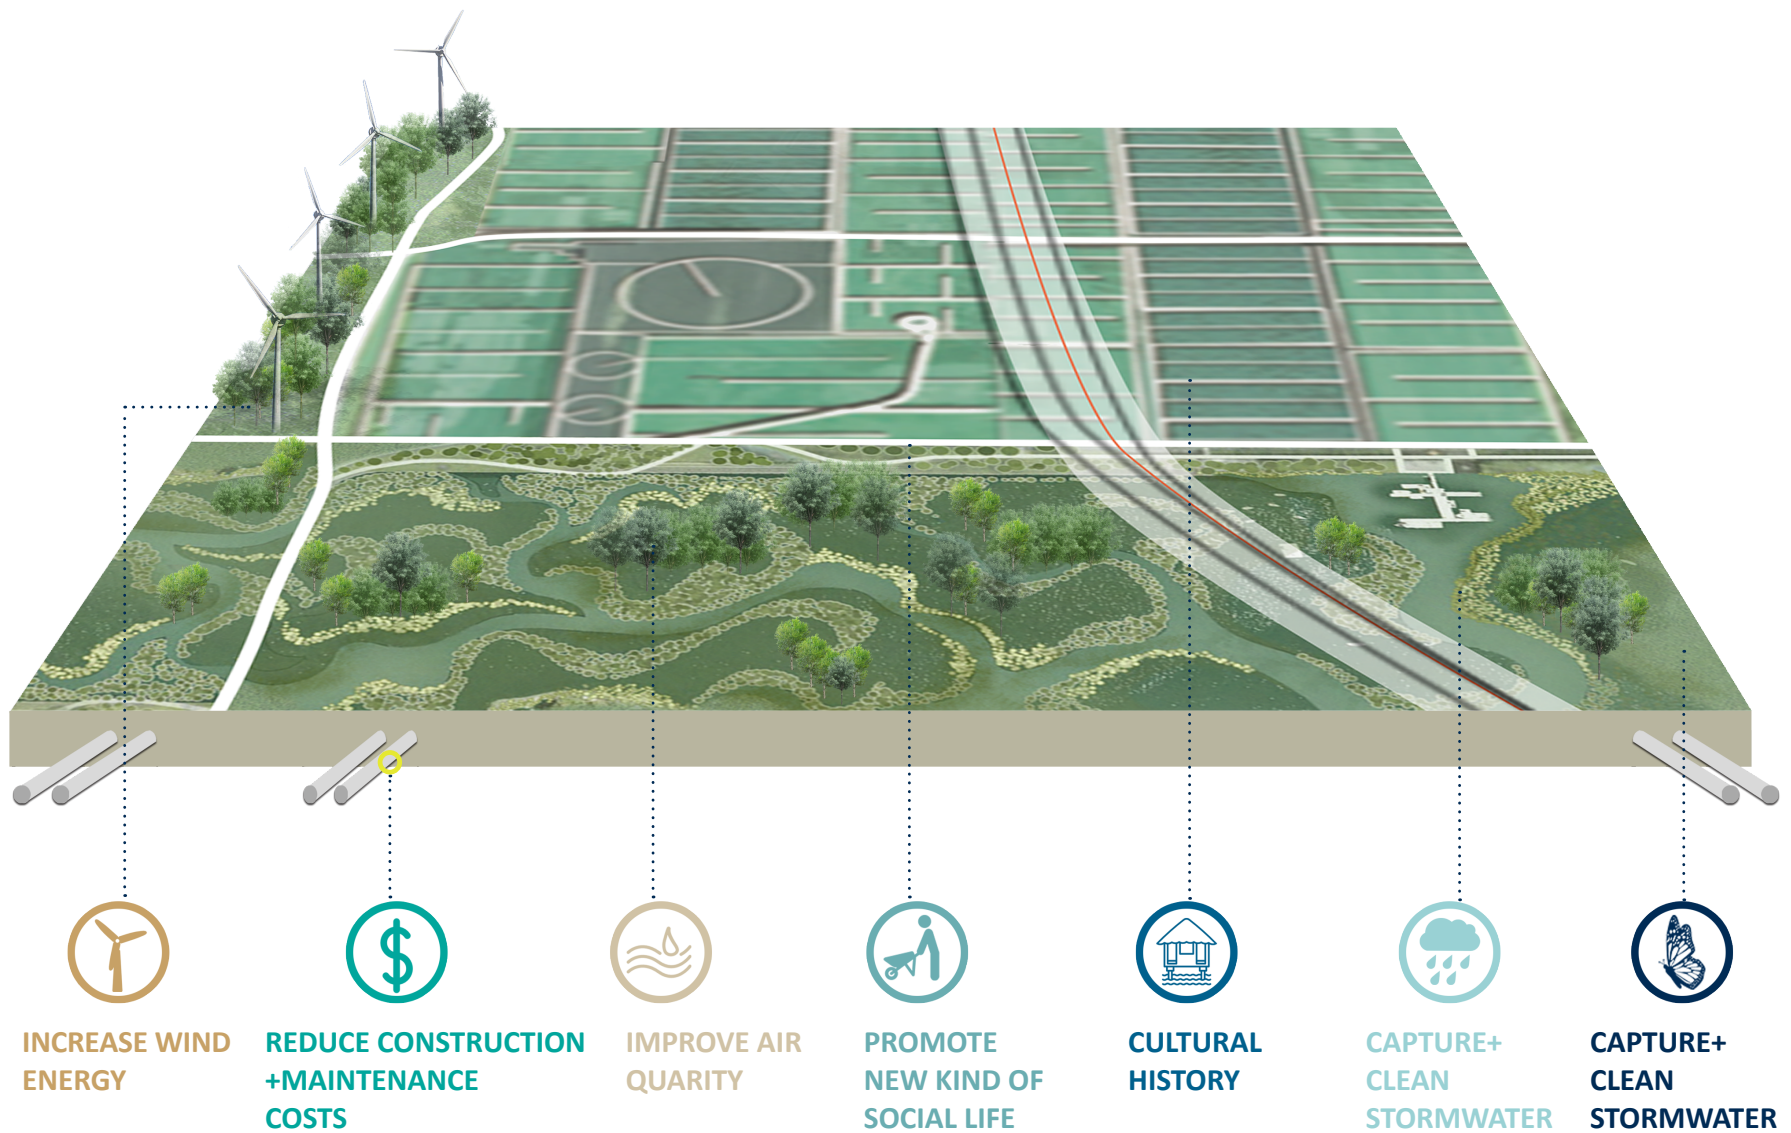 INCREASE WIND
ENERGY
REDUCE CONSTRUCTION
+MAINTENANCE
COSTS
IMPROVE AIR
QUARITY
PROMOTE
NEW KIND OF
SOCIAL LIFE
CULTURAL
HISTORY
CAPTURE+
CLEAN
STORMWATER
CAPTURE+
CLEAN
STORMWATER